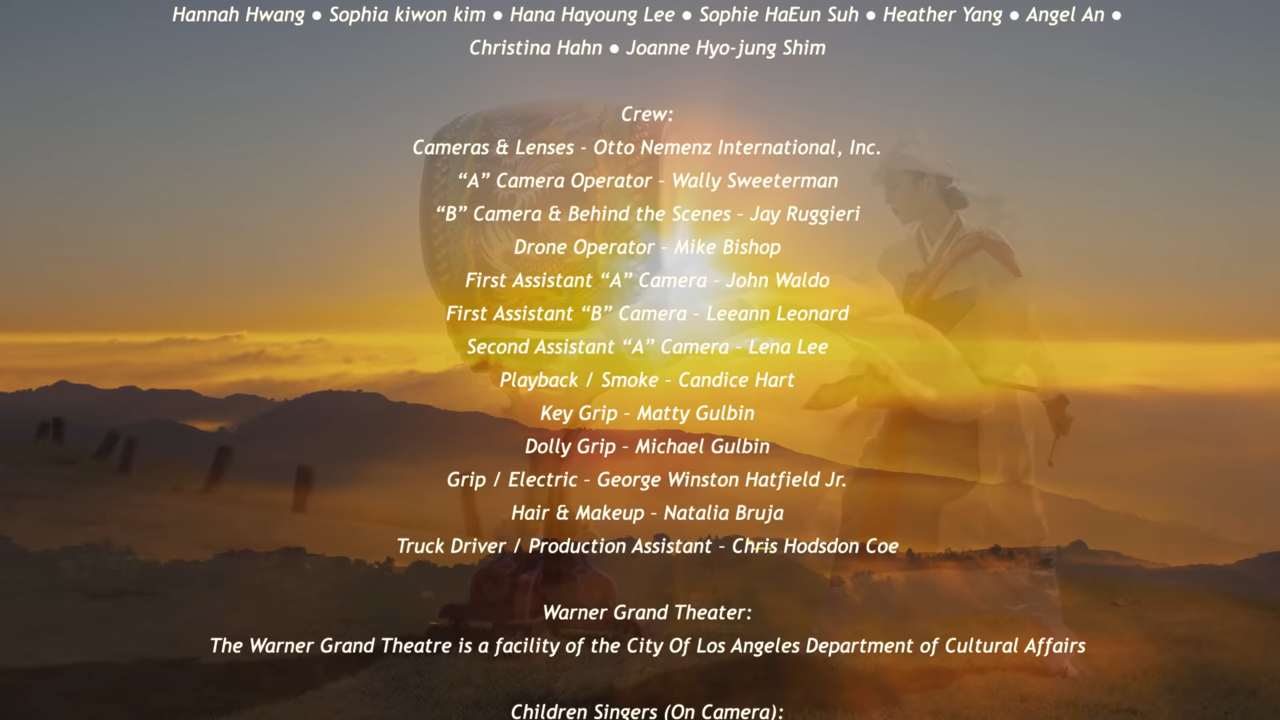 Hannah Hwang ● Sophia kiwon kim ● Hana Hayoung Lee ● Sophie HaEun Suh ● Heather Yang ● Angel An ●
Christina Hahn ● Joanne Hyo-jung Shim
Crew:
Cameras & Lenses - Otto Nemenz International, Inc.
“A” Camera Operator – Wally Sweeterman
“B” Camera & Behind the Scenes – Jay Ruggieri
Drone Operator – Mike Bishop
First Assistant “A” Camera – John Waldo
First Assistant “B” Camera – Leeann Leonard
Second Assistant “A” Camera – Lena Lee
Playback / Smoke – Candice Hart
Key Grip – Matty Gulbin
Dolly Grip – Michael Gulbin
Grip / Electric – George Winston Hatfield Jr.
Hair & Makeup – Natalia Bruja
Truck Driver / Production Assistant – Chris Hodsdon Coe
Warner Grand Theater:
The Warner Grand Theatre is a facility of the City Of Los Angeles Department of Cultural Affairs
Children Singers (On Camera):